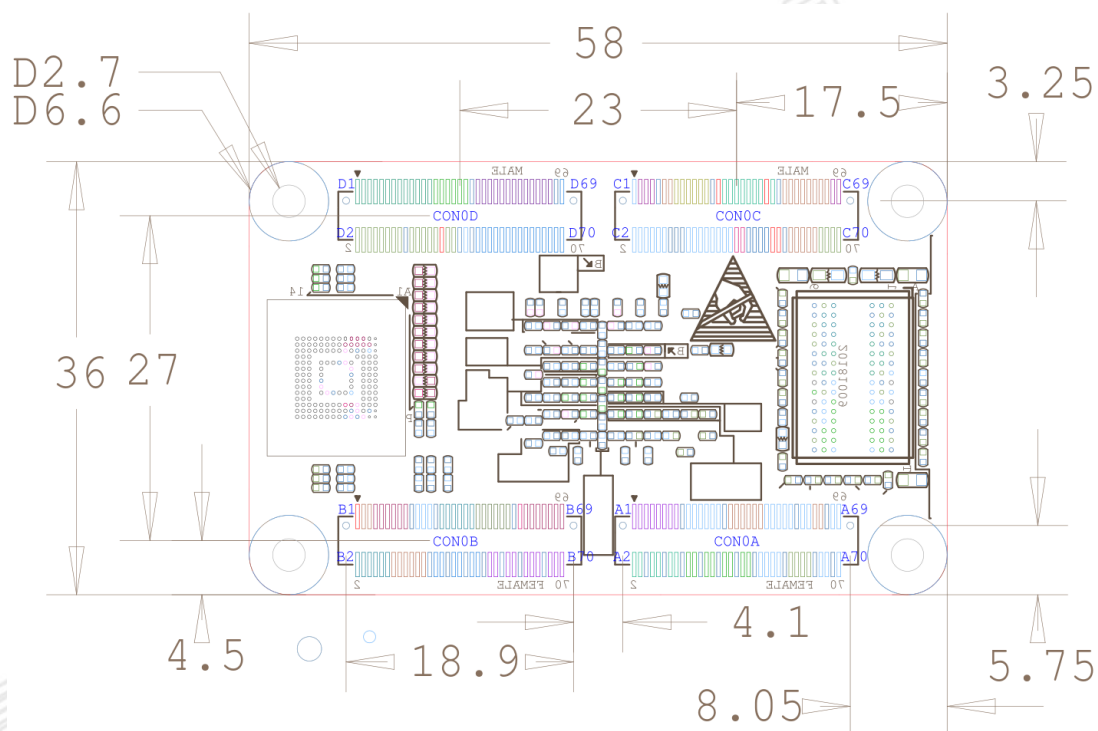 58
D2.7
D6.6
23
17.5
3.25
MALE
69
MALE
69
D1
D69
C1
C69
CON0D
CON0C
D2
D70
C2
C70
2
70
2
70
B
14
A1
B
20181009
36
27
69
69
B1
B69
A1
A69
CON0B
CON0A
B2
B70
A2
A70
2
FEMALE
70
2
FEMALE
70
4.5
18.9
4.1
5.75
8.05